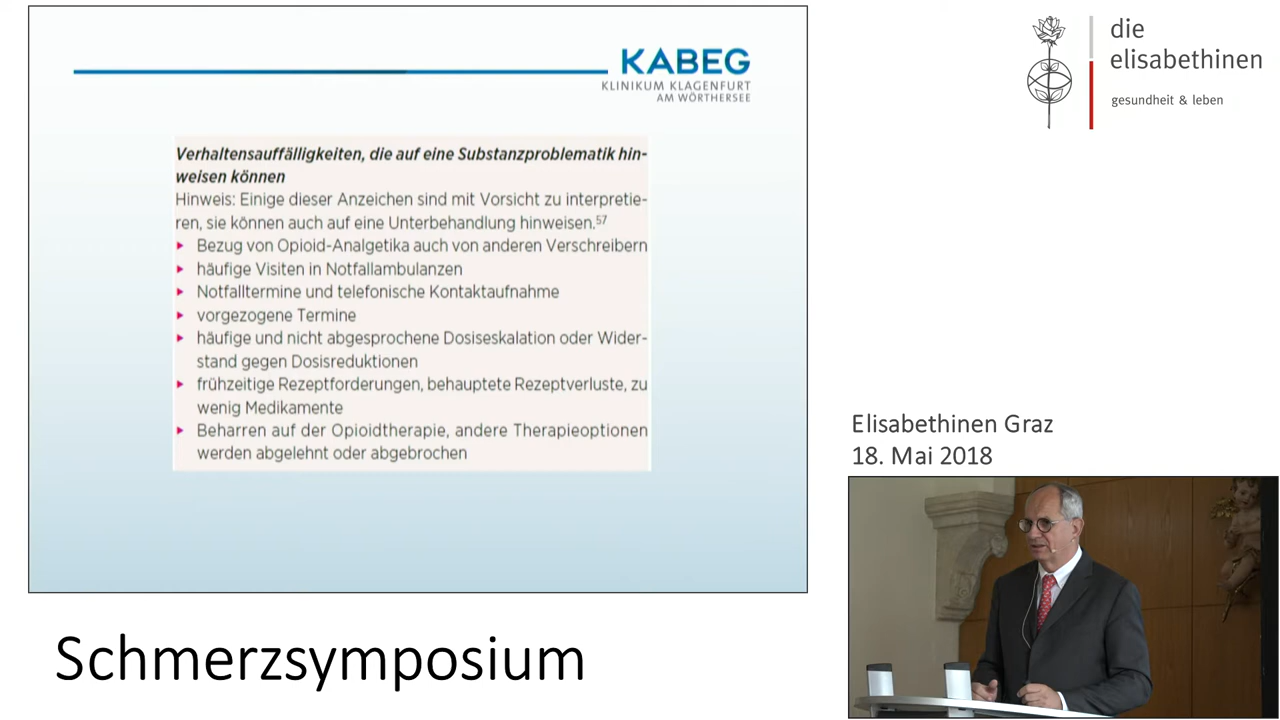 KABEG
KLINIKUM KLAGENFURT
AM WÖRTHERSEE
Verhaltensauffälligkeiten, die auf eine Substanzproblematik hin-
weisen können
Hinweis: Einige dieser Anzeichen sind mit Vorsicht zu interpretie-
ren, sie können auch auf eine Unterbehandlung hinweisen.57
Bezug von Opioid-Analgetika auch von anderen Verschreibern
häufige Visiten in Notfallambulanzen
Notfalltermine und telefonische Kontaktaufnahme
vorgezogene Termine
häufige und nicht abgesprochene Dosiseskalation oder Wider-
stand gegen Dosisreduktionen
frühzeitige Rezeptforderungen, behauptete Rezeptverluste, zu
wenig Medikamente
Beharren auf der Opioidtherapie, andere Therapieoptionen
werden abgelehnt oder abgebrochen
Schmerzsymposium
die
elisabethinen
gesundheit & leben
Elisabethinen Graz
18. Mai 2018